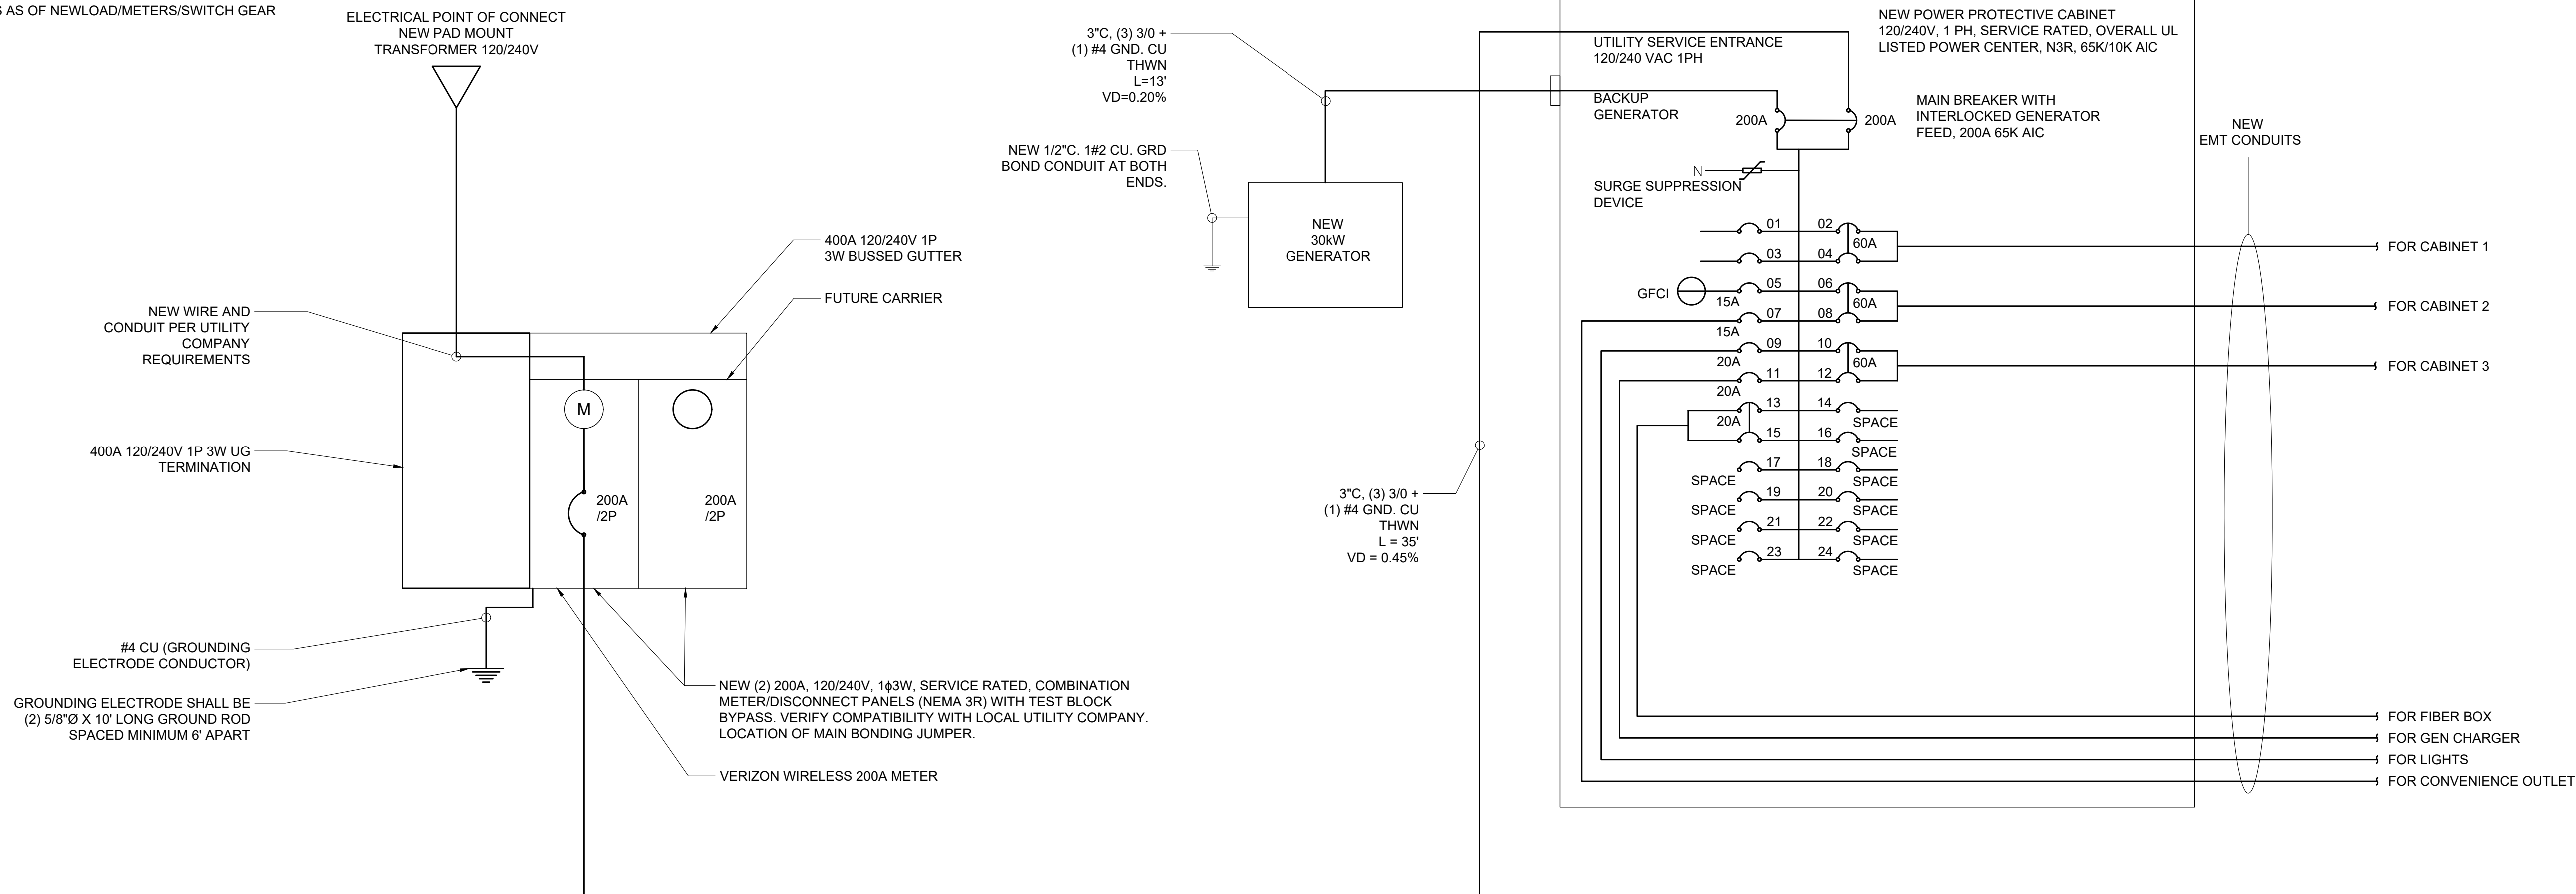 S AS OF NEWLOAD/METERS/SWITCH GEAR
ELECTRICAL POINT OF CONNECT
NEW PAD MOUNT
TRANSFORMER 120/240V
NEW WIRE AND
CONDUIT PER UTILITY
COMPANY
REQUIREMENTS
400A 120/240V 1P 3W UG
TERMINATION
#4 CU (GROUNDING
ELECTRODE CONDUCTOR)
GROUNDING ELECTRODE SHALL BE
(2) 5/8"Ø X 10' LONG GROUND ROD
SPACED MINIMUM 6' APART
400A 120/240V 1P
3W BUSSED GUTTER
FUTURE CARRIER
M
200A
/2P
200A
/2P
NEW (2) 200A, 120/240V, 1ϕ3W, SERVICE RATED, COMBINATION
METER/DISCONNECT PANELS (NEMA 3R) WITH TEST BLOCK
BYPASS. VERIFY COMPATIBILITY WITH LOCAL UTILITY COMPANY.
LOCATION OF MAIN BONDING JUMPER.
VERIZON WIRELESS 200A METER
3"C, (3) 3/0 +
(1) #4 GND. CU
THWN
L=13'
VD=0.20%
NEW 1/2"C. 1#2 CU. GRD
BOND CONDUIT AT BOTH
ENDS.
NEW
30kW
GENERATOR
3"C, (3) 3/0 +
(1) #4 GND. CU
THWN
L = 35'
VD = 0.45%
NEW POWER PROTECTIVE CABINET
120/240V, 1 PH, SERVICE RATED, OVERALL UL
LISTED POWER CENTER, N3R, 65K/10K AIC
UTILITY SERVICE ENTRANCE
120/240 VAC 1PH
BACKUP
GENERATOR
200A
200A
MAIN BREAKER WITH
INTERLOCKED GENERATOR
FEED, 200A 65K AIC
N
SURGE SUPPRESSION
DEVICE
01 02
60A
03 04
GFCI
05 06
15A 60A
07 08
15A
09 10
20A 60A
11 12
20A
13 14
20A SPACE
15 16
SPACE
17 18
SPACE SPACE
19 20
SPACE SPACE
21 22
SPACE SPACE
23 24
SPACE SPACE
NEW
EMT CONDUITS
FOR CABINET 1
FOR CABINET 2
FOR CABINET 3
FOR FIBER BOX
FOR GEN CHARGER
FOR LIGHTS
FOR CONVENIENCE OUTLET